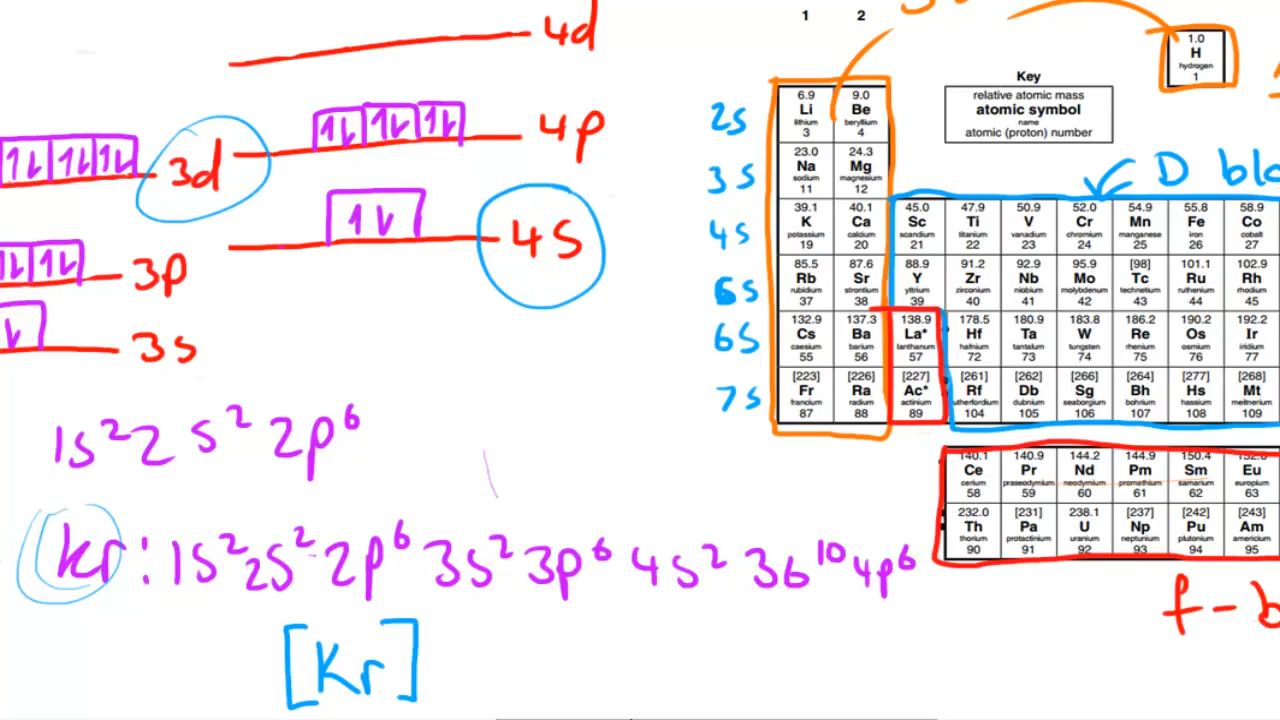 4d
4p
3d
4s
3p
3s
1s² 2s² 2p⁶
kr: 1s² 2s² 2p⁶ 3s² 3p⁶ 4s² 3b¹⁰ 4p⁶
[Kr]
1 2
1.0
H
hydrogen
1
Key
relative atomic mass
atomic symbol
name
atomic (proton) number
D blo
2s
6.9 9.0
Li Be
lithium beryllium
3 4
3s
23.0 24.3
Na Mg
sodium magnesium
11 12
4s
39.1 40.1 45.0 47.9 50.9 52.0 54.9 55.8 58.9
K Ca Sc Ti V Cr Mn Fe Co
potassium calcium scandium titanium vanadium chromium manganese iron cobalt
19 20 21 22 23 24 25 26 27
5s
85.5 87.6 88.9 91.2 92.9 95.9 [98] 101.1 102.9
Rb Sr Y Zr Nb Mo Tc Ru Rh
rubidium strontium yttrium zirconium niobium molybdenum technetium ruthenium rhodium
37 38 39 40 41 42 43 44 45
6s
132.9 137.3 138.9 178.5 180.9 183.8 186.2 190.2 192.2
Cs Ba La* Hf Ta W Re Os Ir
caesium barium lanthanum hafnium tantalum tungsten rhenium osmium iridium
55 56 57 72 73 74 75 76 77
7s
[223] [226] [227] [261] [262] [266] [264] [277] [268]
Fr Ra Ac* Rf Db Sg Bh Hs Mt
francium radium actinium utherfordium dubnium seaborgium bohrium hassium meitnerium
87 88 89 104 105 106 107 108 109
140.1 140.9 144.2 144.9 150.4 152.0
Ce Pr Nd Pm Sm Eu
cerium praseodymium neodymium promethium samarium europium
58 59 60 61 62 63
232.0 [231] 238.1 [237] [242] [243]
Th Pa U Np Pu Am
thorium protactinium uranium neptunium plutonium americium
90 91 92 93 94 95
f-b